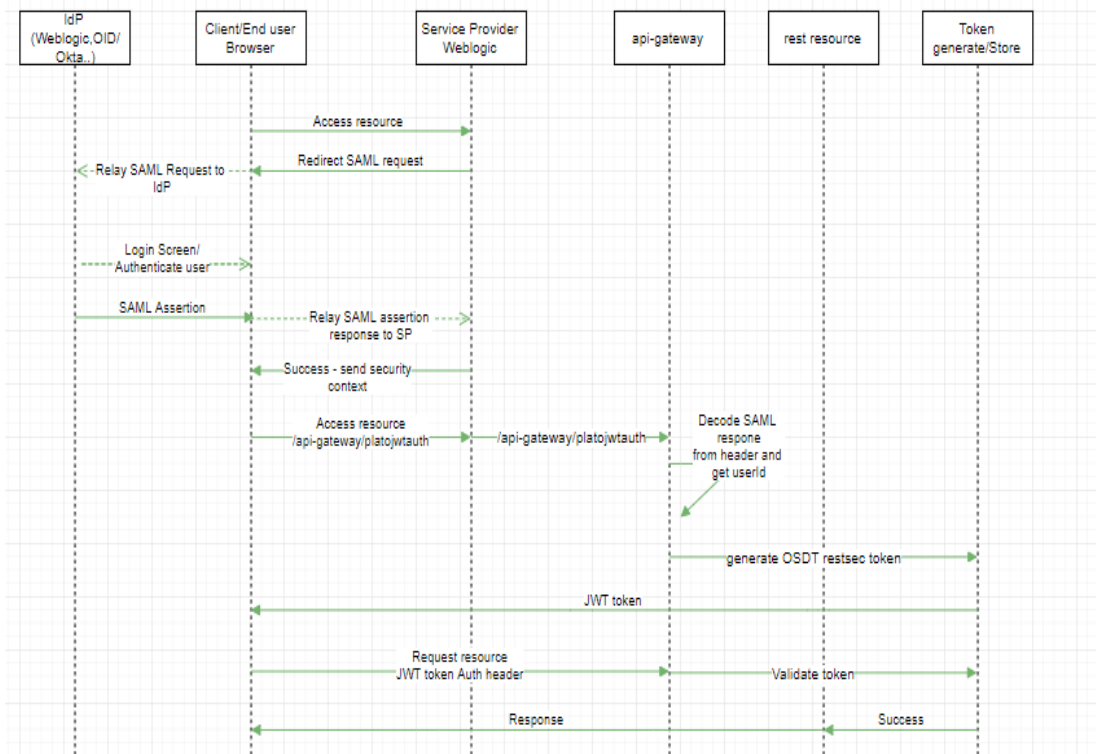 IdP
(Weblogic,OID/
Okta..)
Client/End user
Browser
Service Provider
Weblogic
api-gateway
rest resource
Token
generate/Store
Access resource
Redirect SAML request
Relay SAML Request to
IdP
Login Screen/
Authenticate user
SAML Assertion
Relay SAML assertion
response to SP
Success - send security
context
Access resource
/api-gateway/platojwtauth
/api-gateway/platojwtauth
Decode SAML
respone
from header and
get userId
generate OSDT restsec token
JWT token
Request resource
JWT token Auth header
Validate token
Response
Success